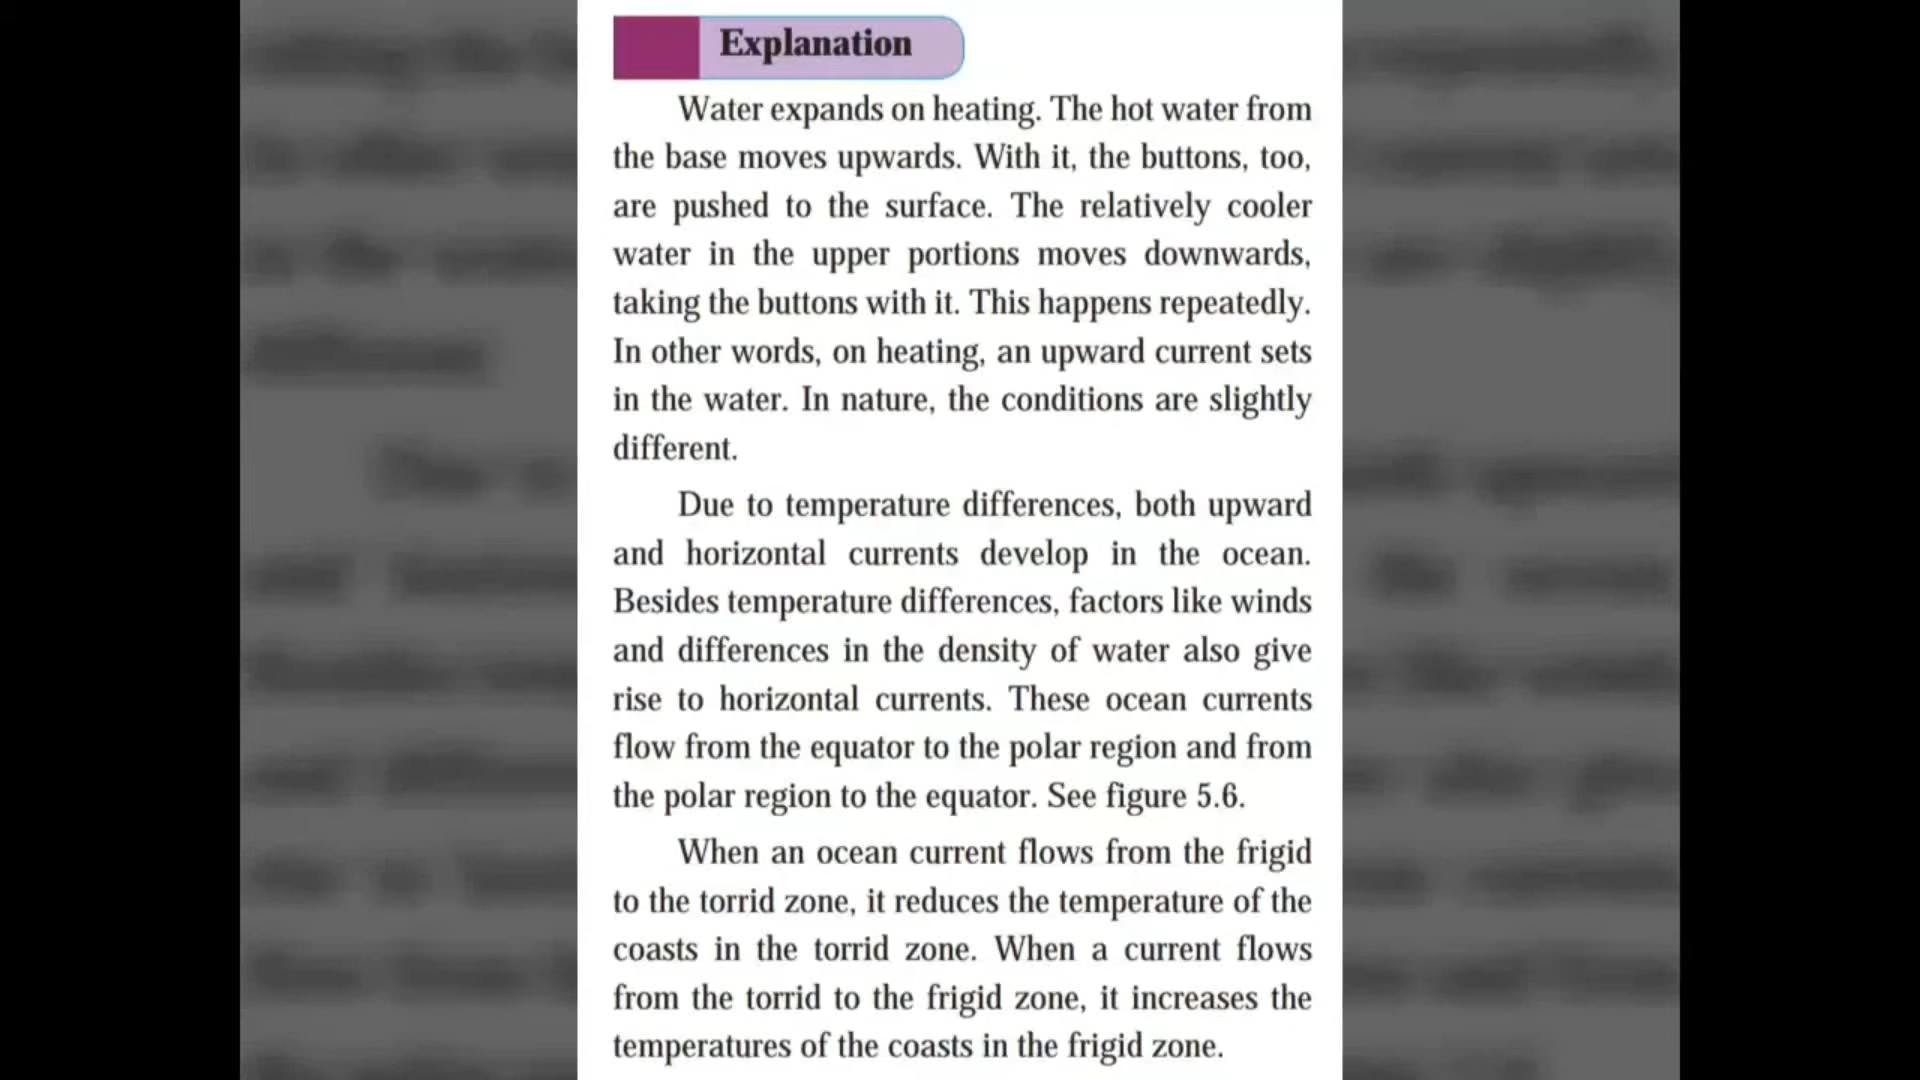 Explanation
Water expands on heating. The hot water from
the base moves upwards. With it, the buttons, too,
are pushed to the surface. The relatively cooler
water in the upper portions moves downwards,
taking the buttons with it. This happens repeatedly.
In other words, on heating, an upward current sets
in the water. In nature, the conditions are slightly
different.
Due to temperature differences, both upward
and horizontal currents develop in the ocean.
Besides temperature differences, factors like winds
and differences in the density of water also give
rise to horizontal currents. These ocean currents
flow from the equator to the polar region and from
the polar region to the equator. See figure 5.6.
When an ocean current flows from the frigid
to the torrid zone, it reduces the temperature of the
coasts in the torrid zone. When a current flows
from the torrid to the frigid zone, it increases the
temperatures of the coasts in the frigid zone.